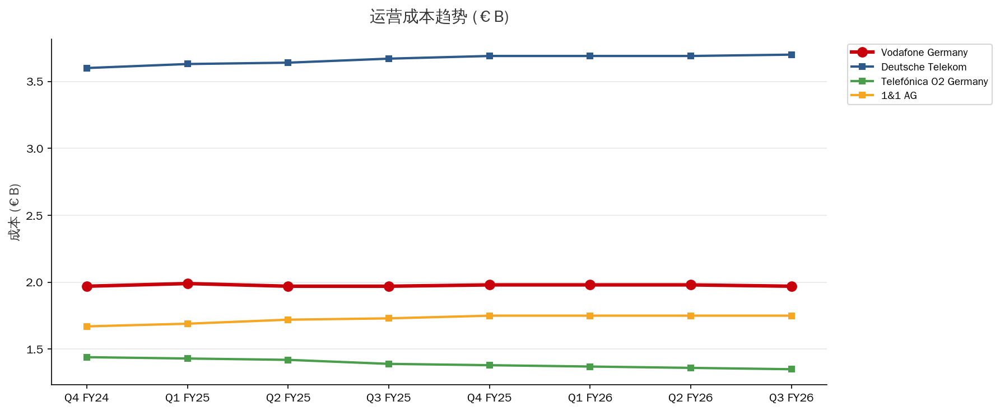 运营成本趋势 (€ B)
Vodafone Germany
Deutsche Telekom
Telefónica O2 Germany
1&1 AG
成本 (€ B)
3.5
3.0
2.5
2.0
1.5
Q4 FY24
Q1 FY25
Q2 FY25
Q3 FY25
Q4 FY25
Q1 FY26
Q2 FY26
Q3 FY26